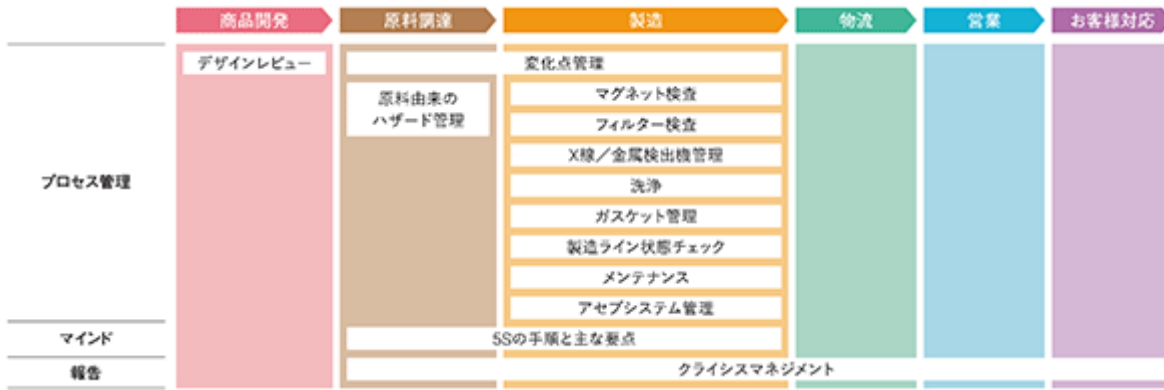 商品開発
原料調達
製造
物流
営業
お客様対応
プロセス管理
デザインレビュー
変化点管理
原料由来の
ハザード管理
マグネット検査
フィルター検査
X線／金属検出機管理
洗浄
ガスケット管理
製造ライン状態チェック
メンテナンス
アセプシステム管理
マインド
5Sの手順と主な要点
報告
クライシスマネジメント